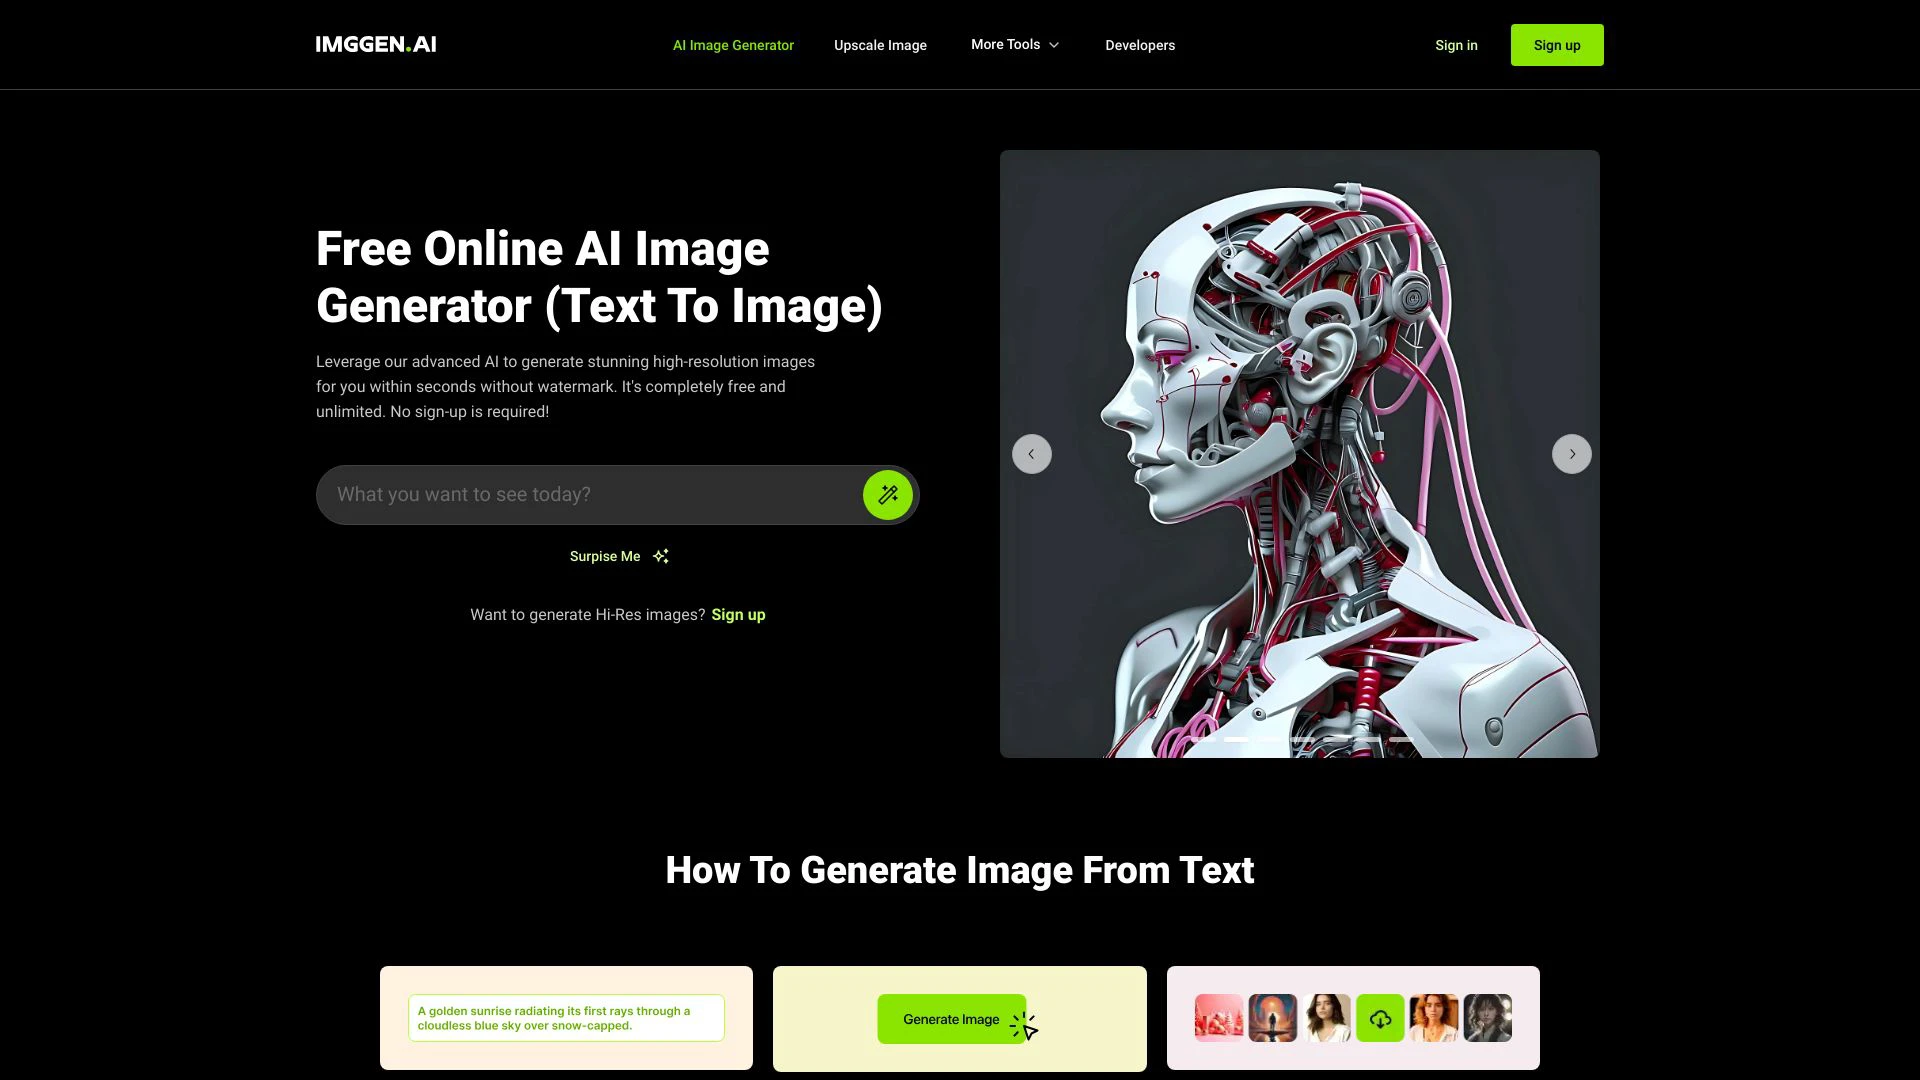 IMGGEN.AI
AI Image Generator
Upscale Image
More Tools
Developers
Sign in
Sign up
Free Online AI Image
Generator (Text To Image)
Leverage our advanced AI to generate stunning high-resolution images
for you within seconds without watermark. It's completely free and
unlimited. No sign-up is required!
What you want to see today?
Surpise Me
Want to generate Hi-Res images? Sign up
How To Generate Image From Text
A golden sunrise radiating its first rays through a
cloudless blue sky over snow-capped.
Generate Image